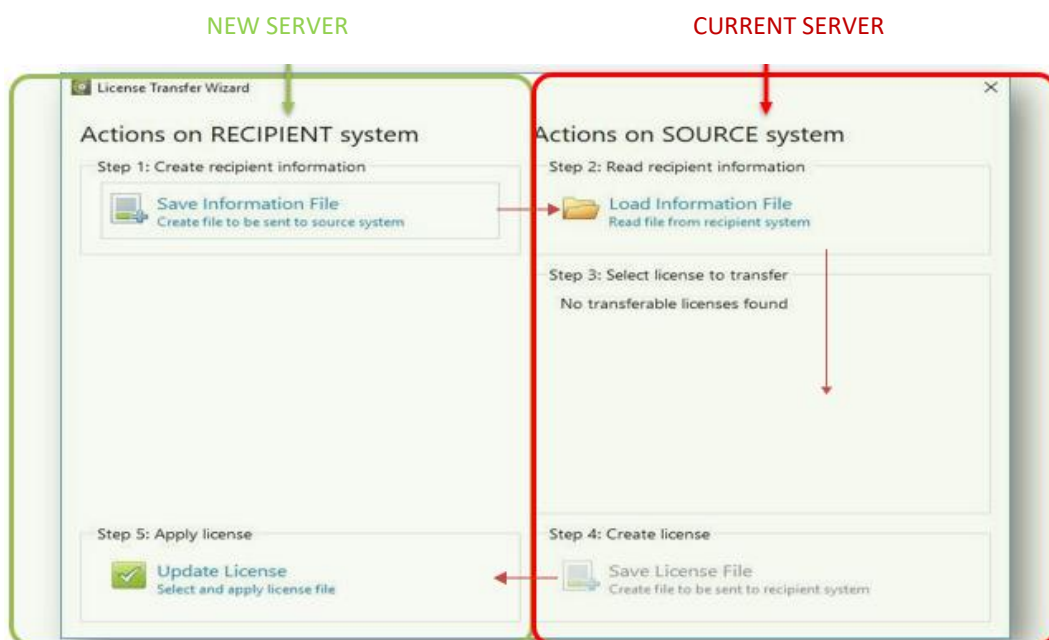 NEW SERVER
CURRENT SERVER
License Transfer Wizard
Actions on RECIPIENT system
Step 1: Create recipient information
Save Information File
Create file to be sent to source system
Actions on SOURCE system
Step 2: Read recipient information
Load Information File
Read file from recipient system
Step 3: Select license to transfer
No transferable licenses found
Step 4: Create license
Save License File
Create file to be sent to recipient system
Step 5: Apply license
Update License
Select and apply license file